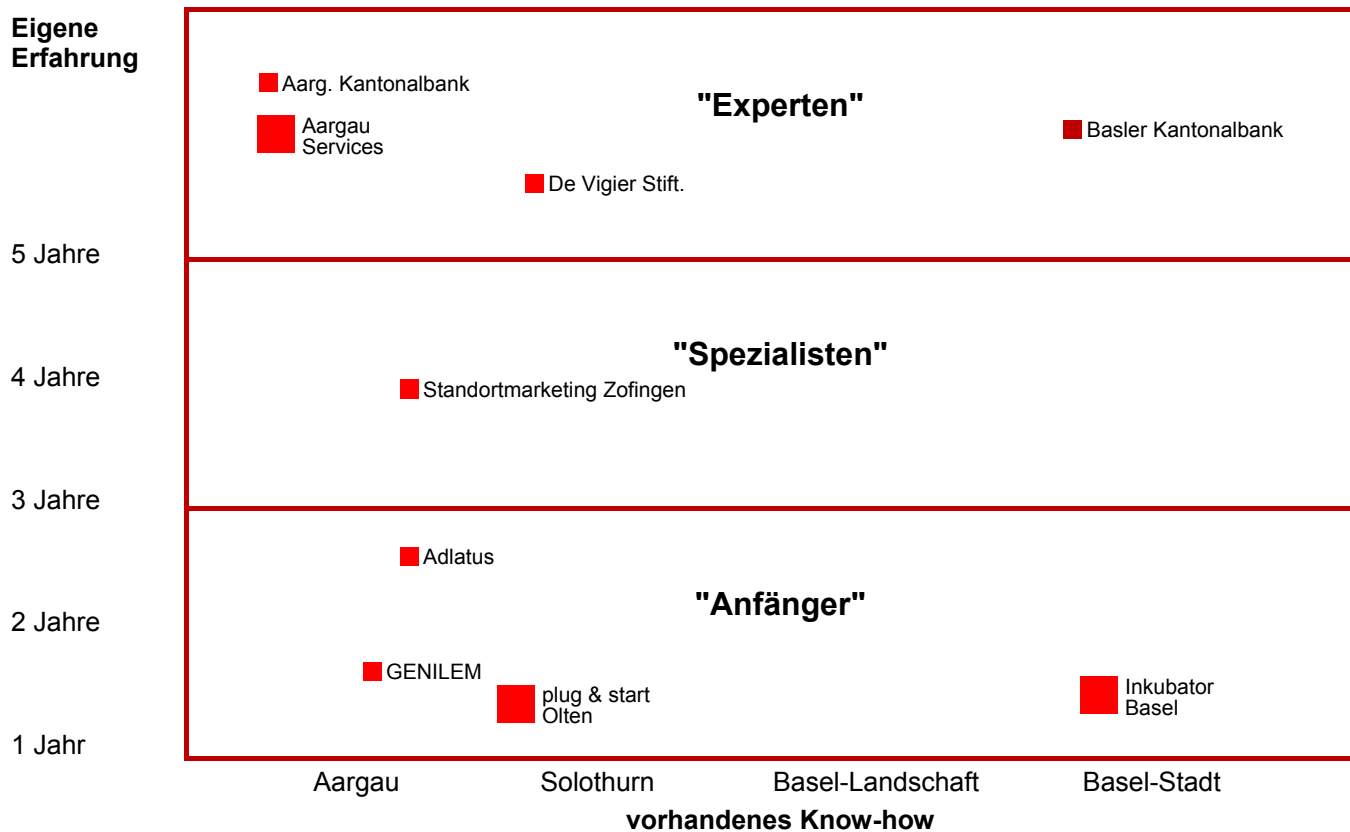 Eigene
Erfahrung
Aarg. Kantonalbank
"Experten"
Aargau
Services
Basler Kantonalbank
De Vigier Stift.
5 Jahre
"Spezialisten"
4 Jahre
Standortmarketing Zofingen
3 Jahre
Adlatus
"Anfänger"
2 Jahre
GENILEM
plug & start
Olten
Inkubator
Basel
1 Jahr
Aargau
Solothurn
Basel-Landschaft
Basel-Stadt
vorhandenes Know-how